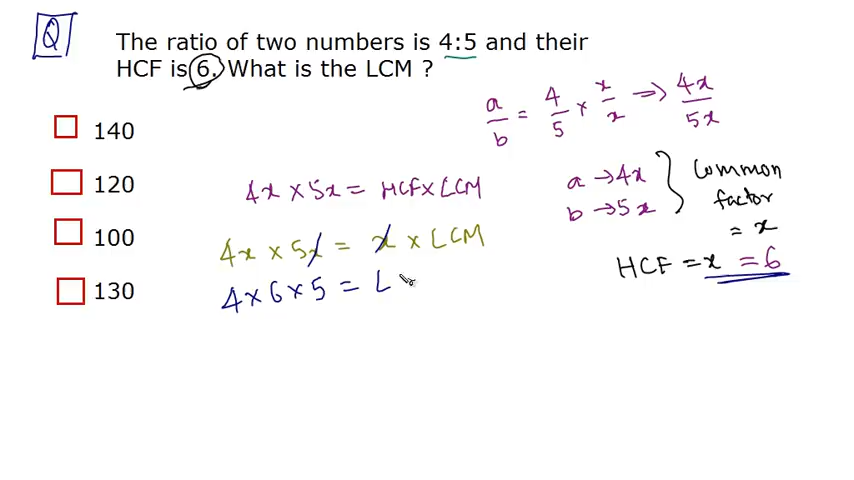 Q
The ratio of two numbers is 4:5 and their
HCF is 6. What is the LCM ?
a/b = 4/5 × x/x => 4x/5x
140
120
100
130
4x × 5x = HCF × LCM
4x × 5x = x × LCM
4 × 6 × 5 = L
a → 4x
b → 5x
Common
factor
= x
HCF = x = 6